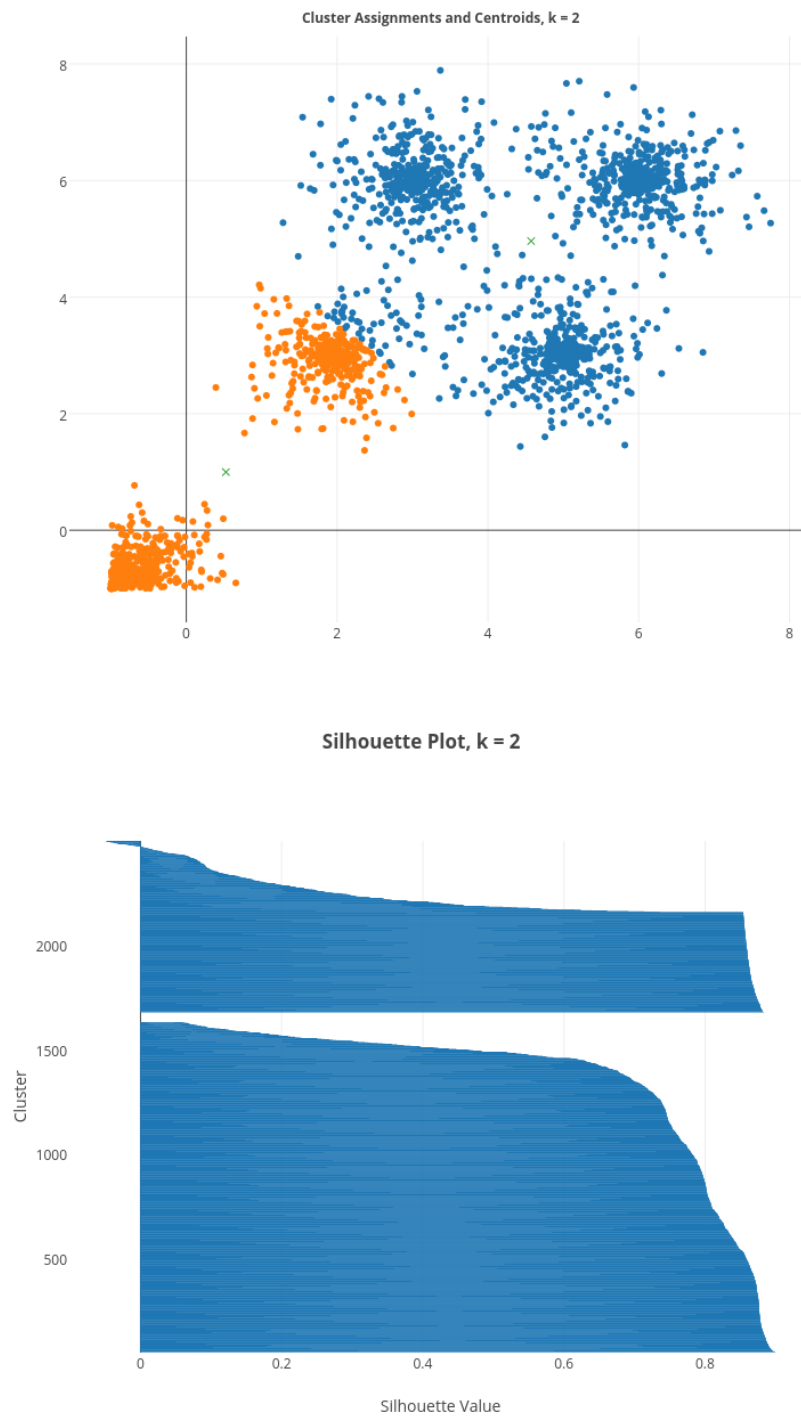 Cluster Assignments and Centroids, k = 2
8
6
4
2
0
0 2 4 6 8
Silhouette Plot, k = 2
2000
1500
1000
500
Cluster
0 0.2 0.4 0.6 0.8
Silhouette Value